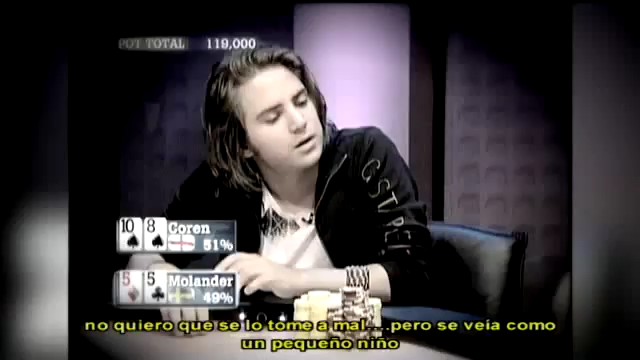 POT TOTAL 119,000
10 8 Coren
51%
5 5 Molander
49%
no quiero que se lo tome a mal...pero se veía como
un pequeño niño